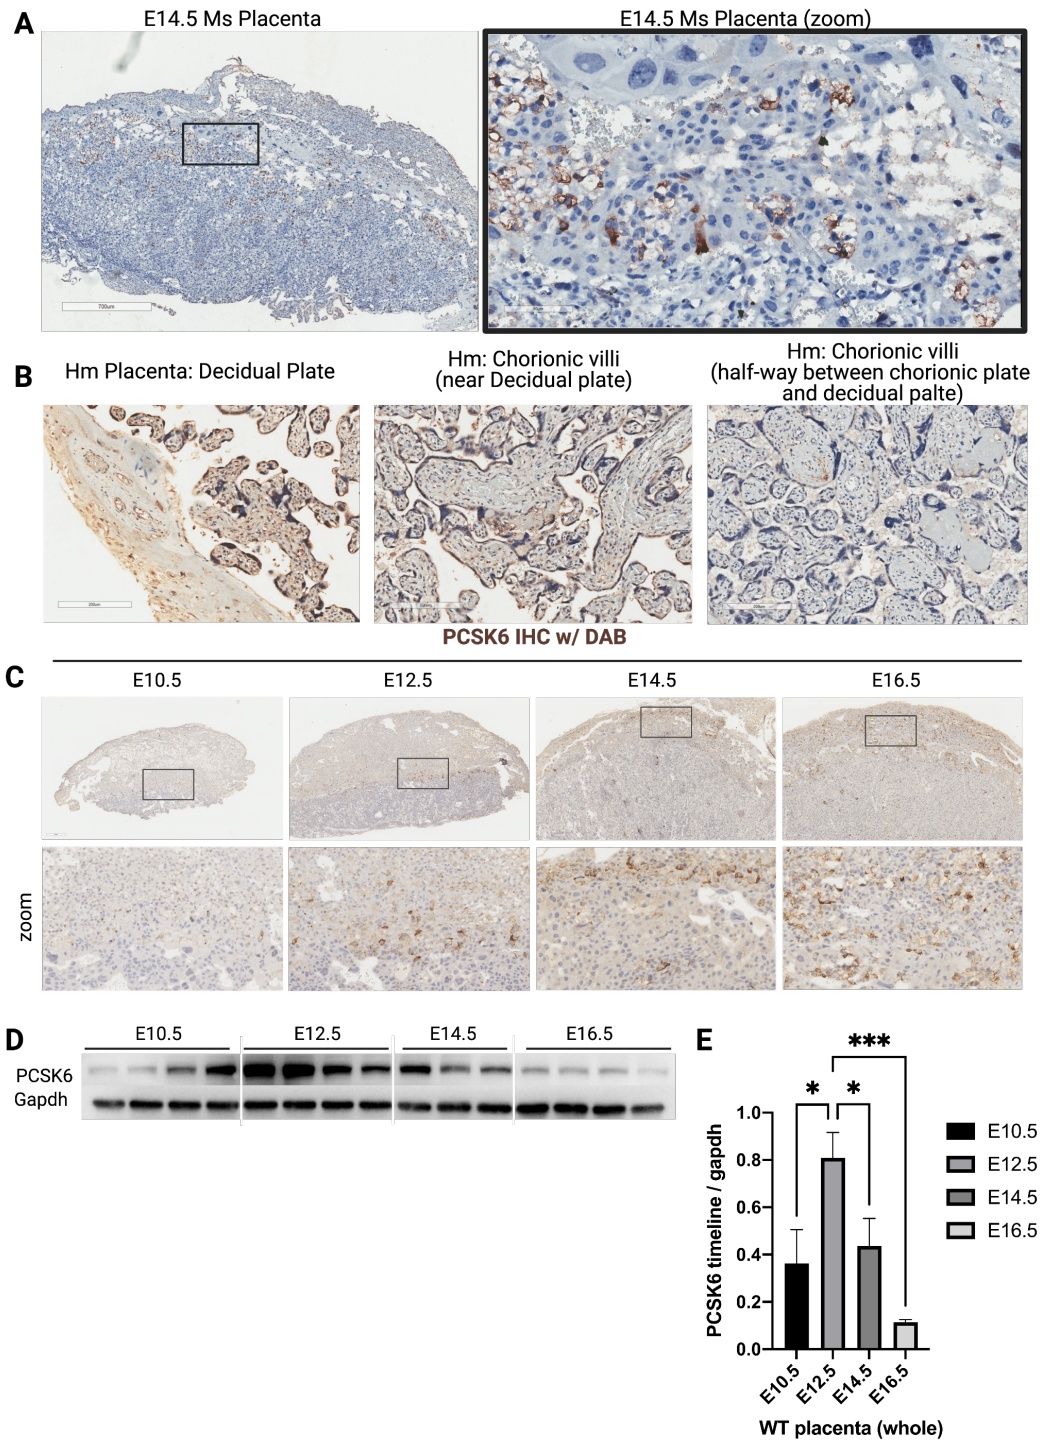 A
E14.5 Ms Placenta
E14.5 Ms Placenta (zoom)
700um
B
Hm Placenta: Decidual Plate
Hm: Chorionic villi
(near Decidual plate)
Hm: Chorionic villi
(half-way between chorionic plate
and decidual palte)
200um
PCSK6 IHC w/ DAB
C
E10.5
E12.5
E14.5
E16.5
zoom
D
E10.5
E12.5
E14.5
E16.5
PCSK6
Gapdh
E
***
* *
PCSK6 timeline / gapdh
1.0
0.8
0.6
0.4
0.2
0.0
E10.5
E12.5
E14.5
E16.5
WT placenta (whole)
E10.5
E12.5
E14.5
E16.5